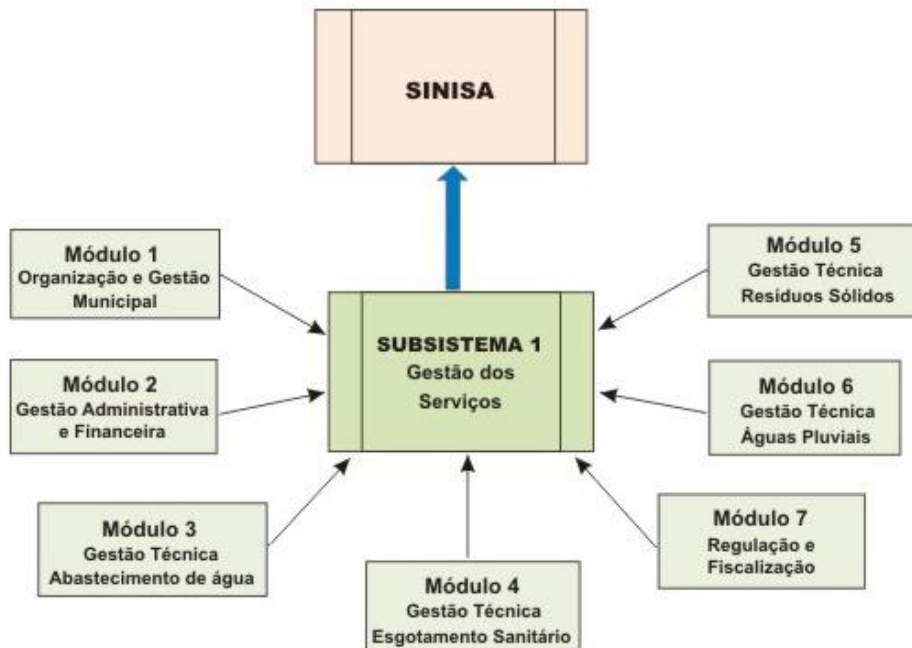 SINISA
Módulo 1
Organização e Gestão
Municipal
Módulo 2
Gestão Administrativa
e Financeira
Módulo 3
Gestão Técnica
Abastecimento de água
Módulo 4
Gestão Técnica
Esgotamento Sanitário
SUBSISTEMA 1
Gestão dos
Serviços
Módulo 5
Gestão Técnica
Resíduos Sólidos
Módulo 6
Gestão Técnica
Águas Pluviais
Módulo 7
Regulação e
Fiscalização